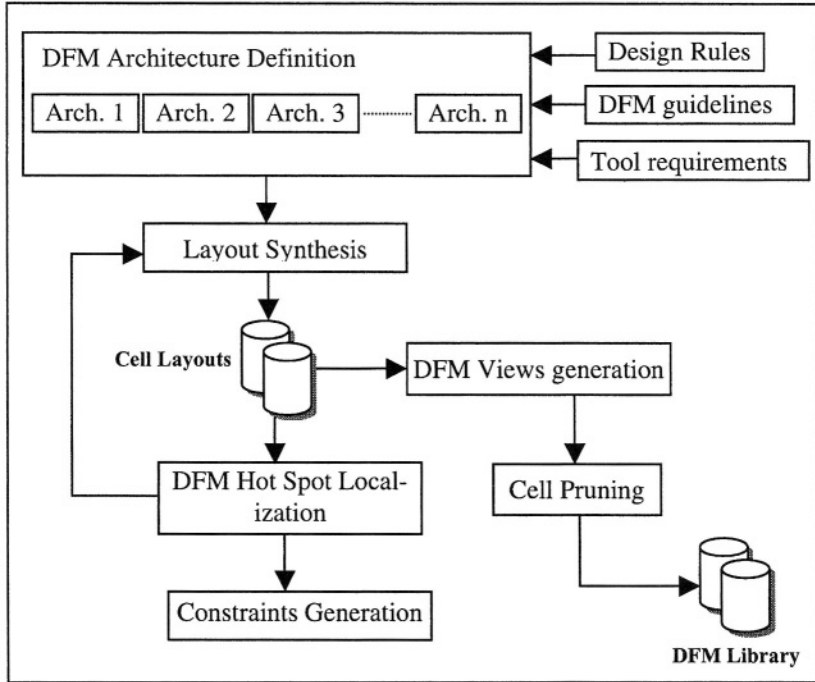 DFM Architecture Definition
Design Rules
Arch. 1
Arch. 2
Arch. 3
Arch. n
DFM guidelines
Tool requirements
Layout Synthesis
Cell Layouts
DFM Views generation
DFM Hot Spot Local-
ization
Cell Pruning
Constraints Generation
DFM Library